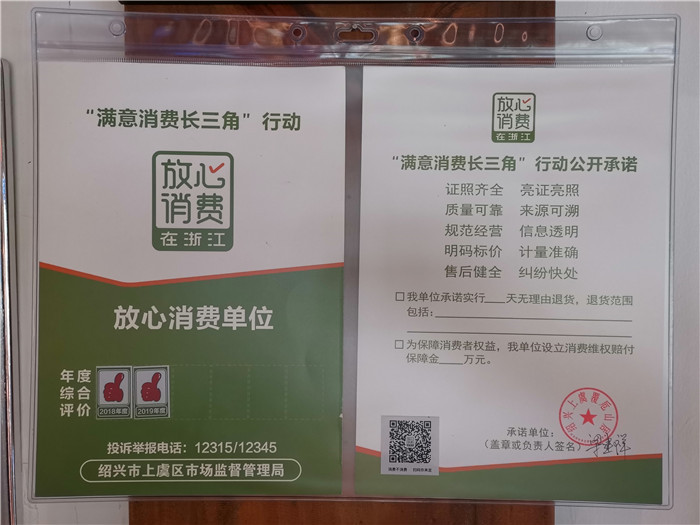 “满意消费长三角”行动
放心
消费
在浙江
放心消费单位
年度
综合
评价
2018年度
2019年度
投诉举报电话：12315/12345
绍兴市上虞区市场监督管理局
放心
消费
在浙江
“满意消费长三角”行动公开承诺
证照齐全 亮证亮照
质量可靠 来源可溯
规范经营 信息透明
明码标价 计量准确
售后健全 纠纷快处
□我单位承诺实行___天无理由退货，退货范围
包括：
□为保障消费者权益，我单位设立消费维权赔付
保障金___万元。
承诺单位：
（盖章或负责人签名）